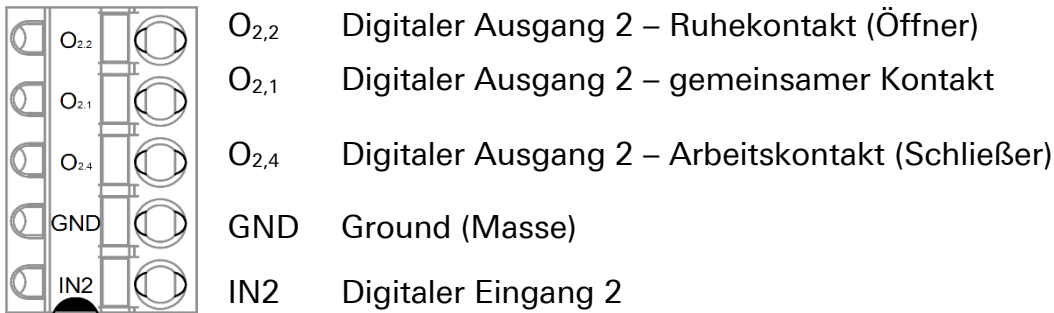 O2.2 O2,2 Digitaler Ausgang 2 – Ruhekontakt (Öffner)
O2.1 O2,1 Digitaler Ausgang 2 – gemeinsamer Kontakt
O2.4 O2,4 Digitaler Ausgang 2 – Arbeitskontakt (Schließer)
GND GND Ground (Masse)
IN2 IN2 Digitaler Eingang 2